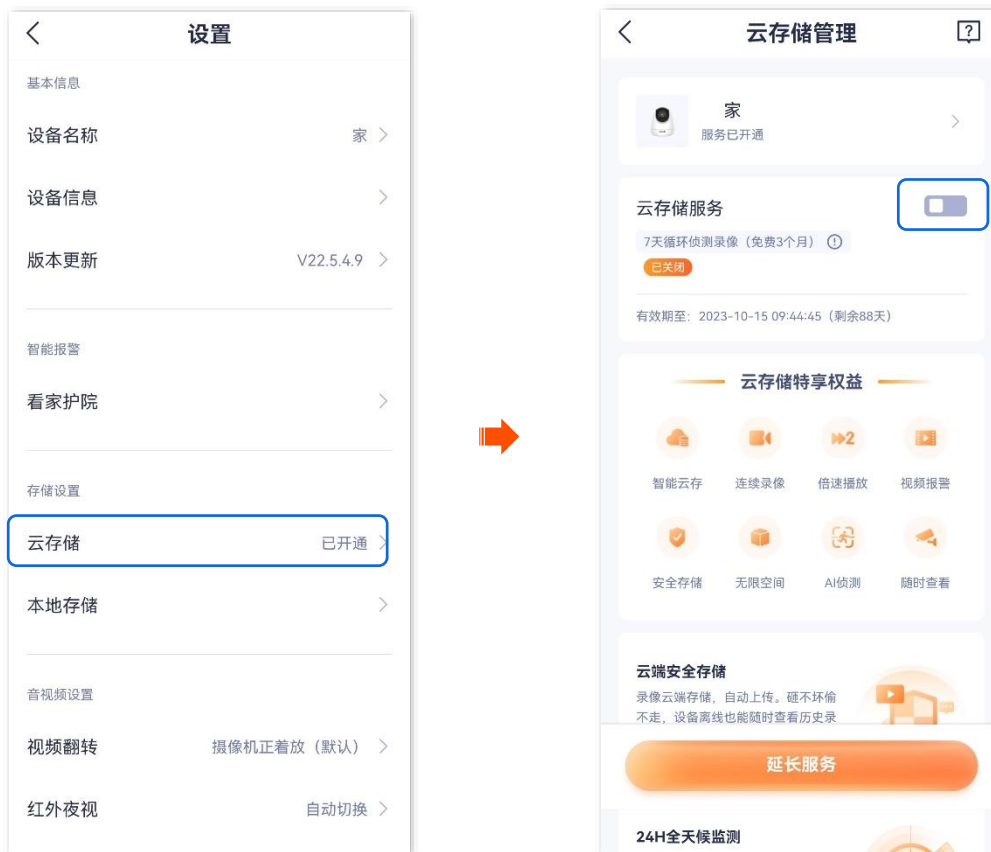 设置
基本信息
设备名称 家
设备信息
版本更新 V22.5.4.9
智能报警
看家护院
存储设置
云存储 已开通
本地存储
音视频设置
视频翻转 摄像机正着放（默认）
红外夜视 自动切换
云存储管理
家
服务已开通
云存储服务
7天循环侦测录像（免费3个月）
已关闭
有效期至：2023-10-15 09:44:45（剩余88天）
云存储特享权益
智能云存 连续录像 倍速播放 视频报警
安全存储 无限空间 AI侦测 随时查看
云端安全存储
录像云端存储，自动上传。砸不坏偷
不走，设备离线也能随时查看历史录
延长服务
24H全天候监测